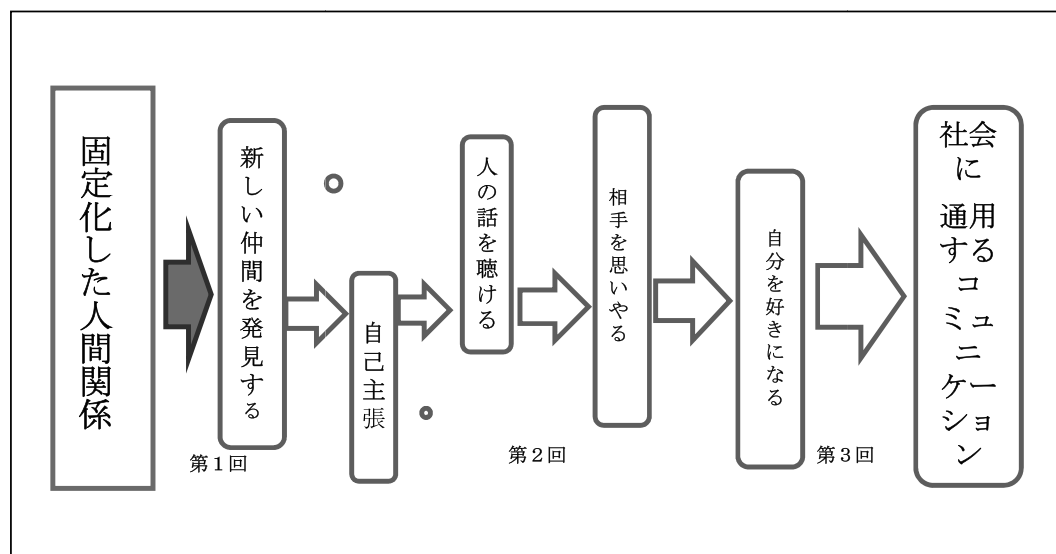 固定化した人間関係
新しい仲間を発見する
第1回
自己主張
人の話を聴ける
第2回
相手を思いやる
自分を好きになる
第3回
社会
に
通用
する
コ
ミュ
ニ
ケー
ショ
ン